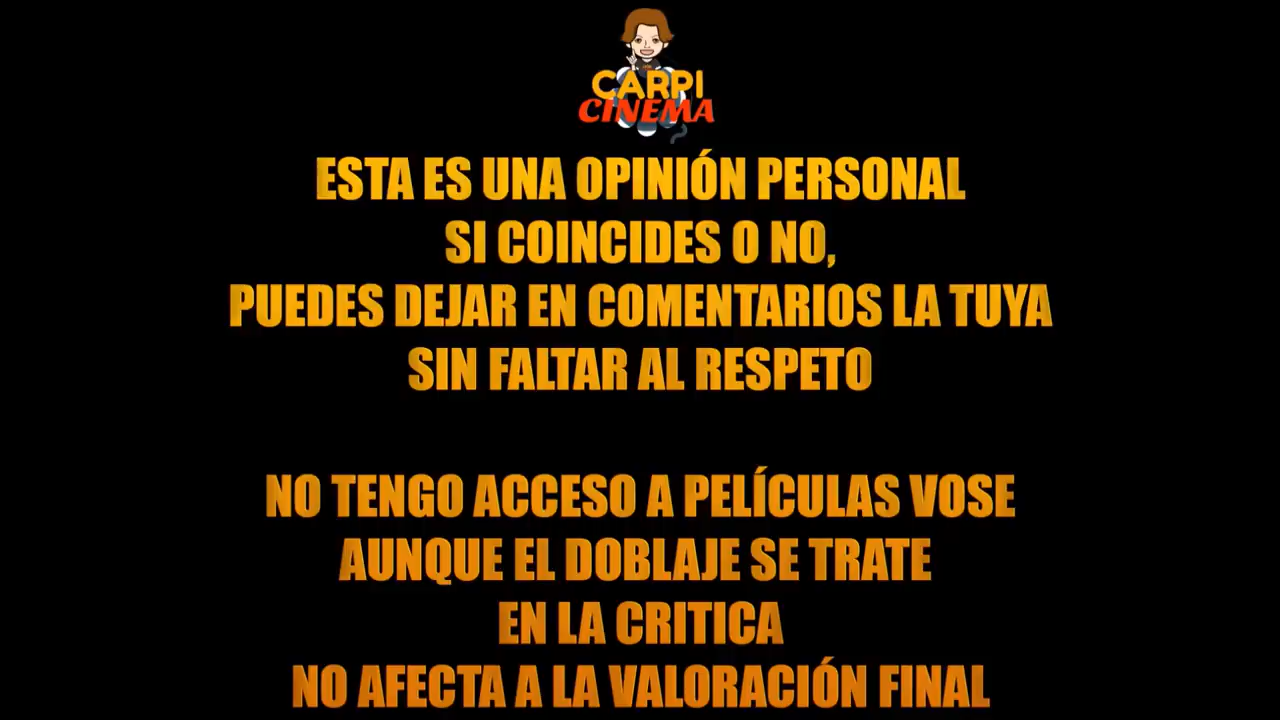 CARPI
CINEMA
ESTA ES UNA OPINIÓN PERSONAL
SI COINCIDES O NO,
PUEDES DEJAR EN COMENTARIOS LA TUYA
SIN FALTAR AL RESPETO
NO TENGO ACCESO A PELÍCULAS VOSE
AUNQUE EL DOBLAJE SE TRATE
EN LA CRITICA
NO AFECTA A LA VALORACIÓN FINAL